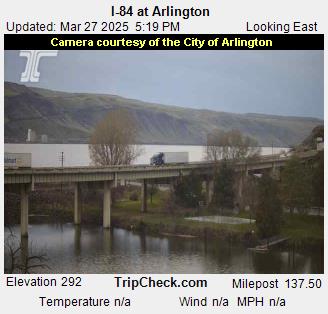 I-84 at Arlington
Updated: Mar 27 2025 5:19 PM Looking East
Camera courtesy of the City of Arlington
Elevation 292 TripCheck.com Milepost 137.50
Temperature n/a Wind n/a MPH n/a